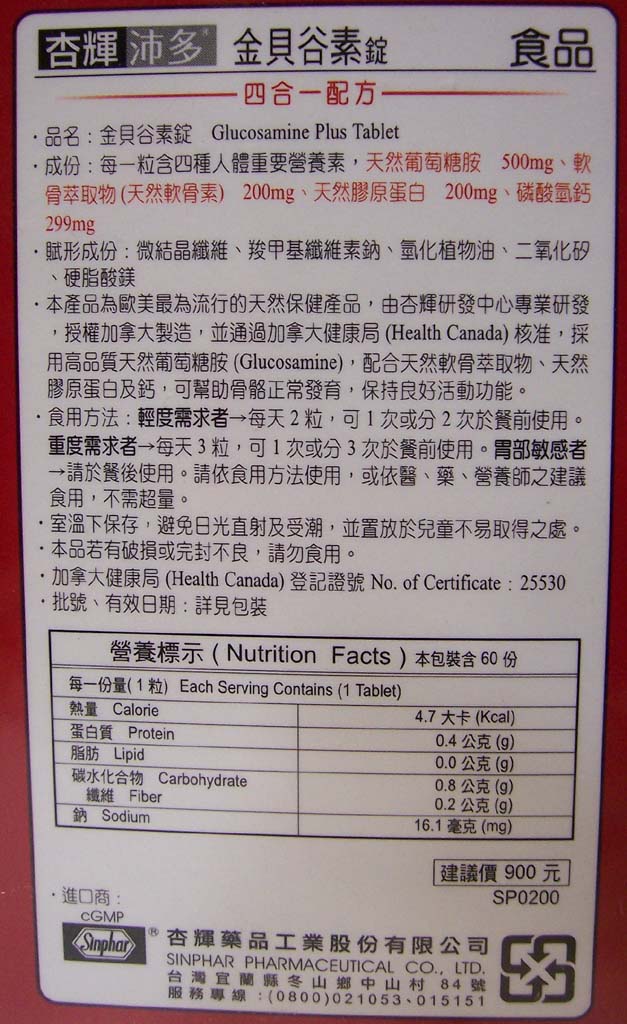 杏輝 沛多® 金貝谷素錠 食品
四合一配方
・品名：金貝谷素錠 Glucosamine Plus Tablet
・成份：每一粒含四種人體重要營養素，天然葡萄糖胺 500mg、軟
骨萃取物 (天然軟骨素) 200mg、天然膠原蛋白 200mg、磷酸氫鈣
299mg
・賦形成份：微結晶纖維、羧甲基纖維素鈉、氫化植物油、二氧化矽
、硬脂酸鎂
・本產品為歐美最為流行的天然保健產品，由杏輝研發中心專業研發
，授權加拿大製造，並通過加拿大健康局 (Health Canada) 核准，採
用高品質天然葡萄糖胺 (Glucosamine)，配合天然軟骨萃取物、天然
膠原蛋白及鈣，可幫助骨骼正常發育，保持良好活動功能。
・食用方法：輕度需求者→每天 2 粒，可 1 次或分 2 次於餐前使用。
重度需求者→每天 3 粒，可 1 次或分 3 次於餐前使用。胃部敏感者
→請於餐後使用。請依食用方法使用，或依醫、藥、營養師之建議
食用，不需超量。
・室溫下保存，避免日光直射及受潮，並置放於兒童不易取得之處。
・本品若有破損或完封不良，請勿食用。
・加拿大健康局 (Health Canada) 登記證號 No. of Certificate：25530
・批號、有效日期：詳見包裝
營養標示 ( Nutrition Facts ) 本包裝含 60 份
每一份量( 1 粒) Each Serving Contains (1 Tablet)
熱量 Calorie 4.7 大卡 (Kcal)
蛋白質 Protein 0.4 公克 (g)
脂肪 Lipid 0.0 公克 (g)
碳水化合物 Carbohydrate 0.8 公克 (g)
纖維 Fiber 0.2 公克 (g)
鈉 Sodium 16.1 毫克 (mg)
建議價 900 元
SP0200
・進口商：
cGMP
Sinphar ® 杏輝藥品工業股份有限公司
SINPHAR PHARMACEUTICAL CO., LTD.
台灣宜蘭縣冬山鄉中山村 84 號
服務專線：(0800)021053、015151